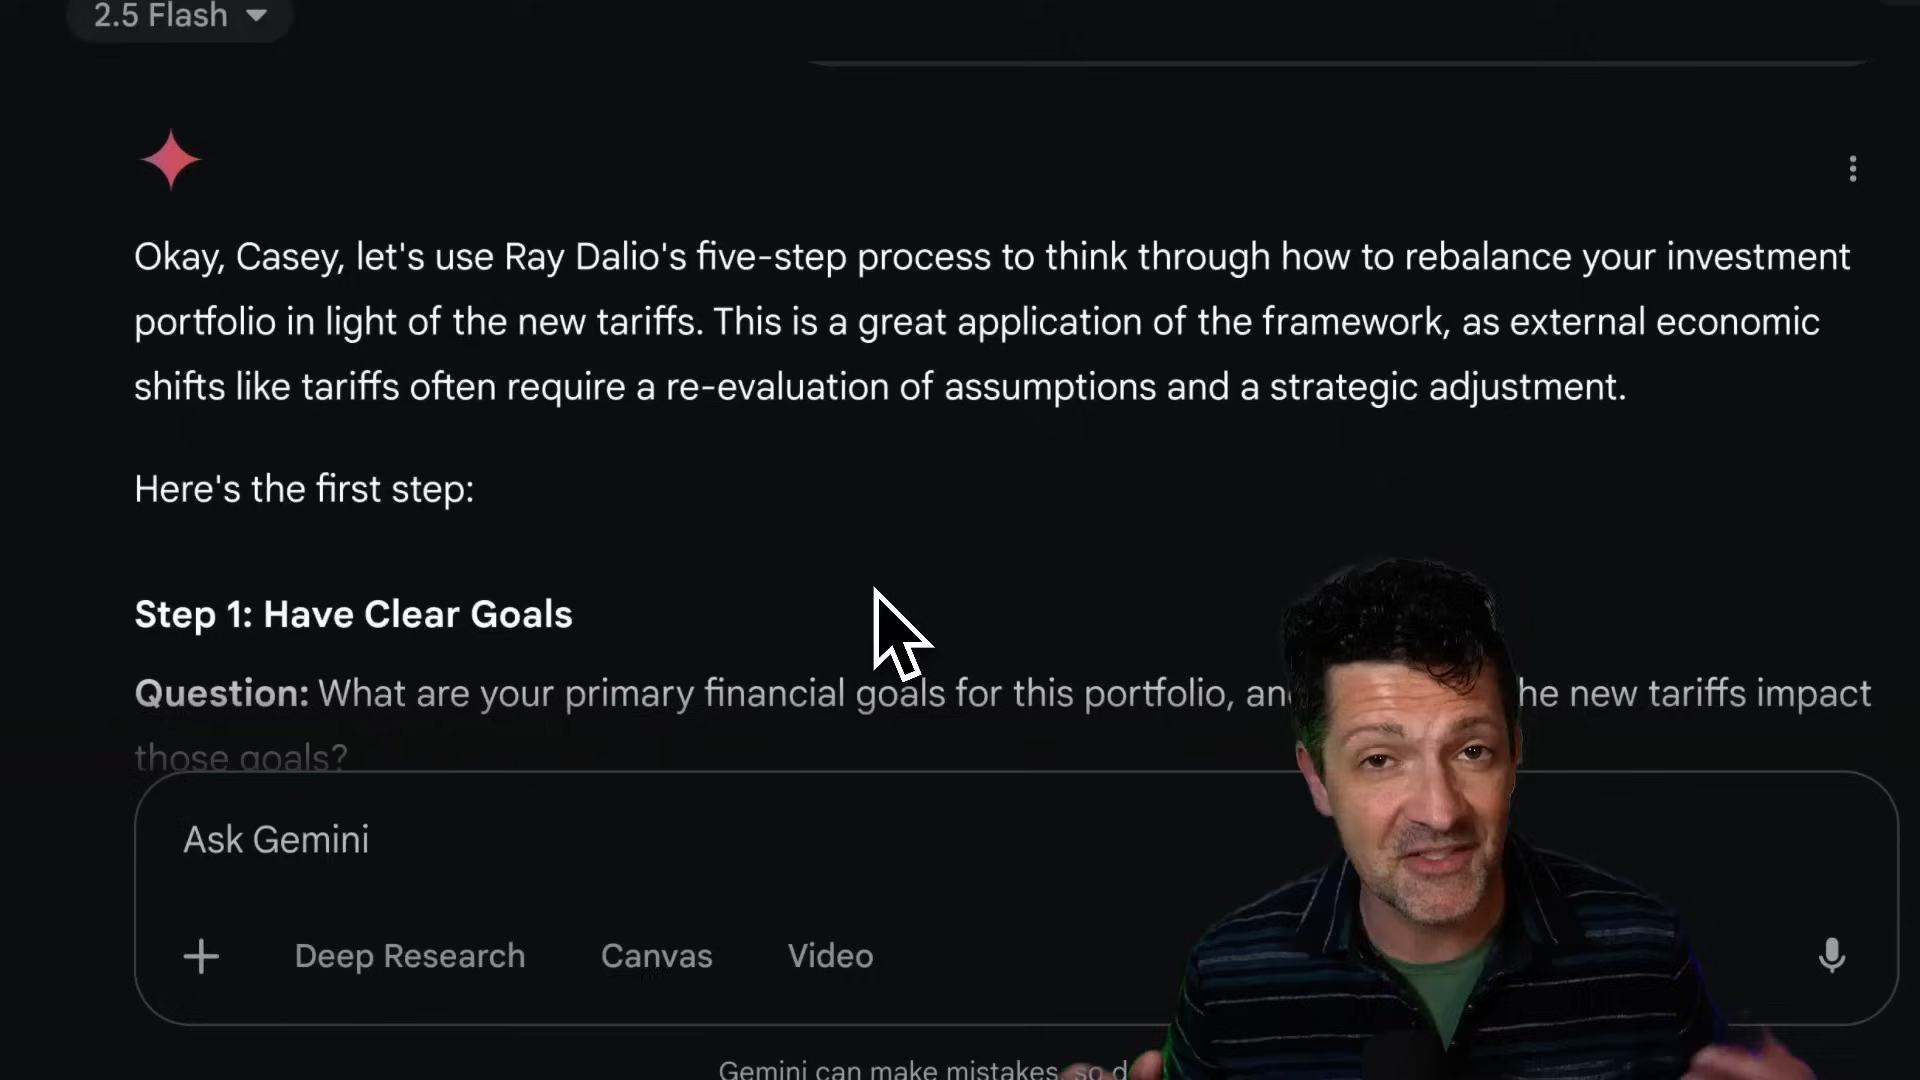 2.5 Flash
Okay, Casey, let's use Ray Dalio's five-step process to think through how to rebalance your investment
portfolio in light of the new tariffs. This is a great application of the framework, as external economic
shifts like tariffs often require a re-evaluation of assumptions and a strategic adjustment.
Here's the first step:
Step 1: Have Clear Goals
Question: What are your primary financial goals for this portfolio, new tariffs impact
those goals?
Ask Gemini
Deep Research Canvas Video
Gemini can make mistakes, so